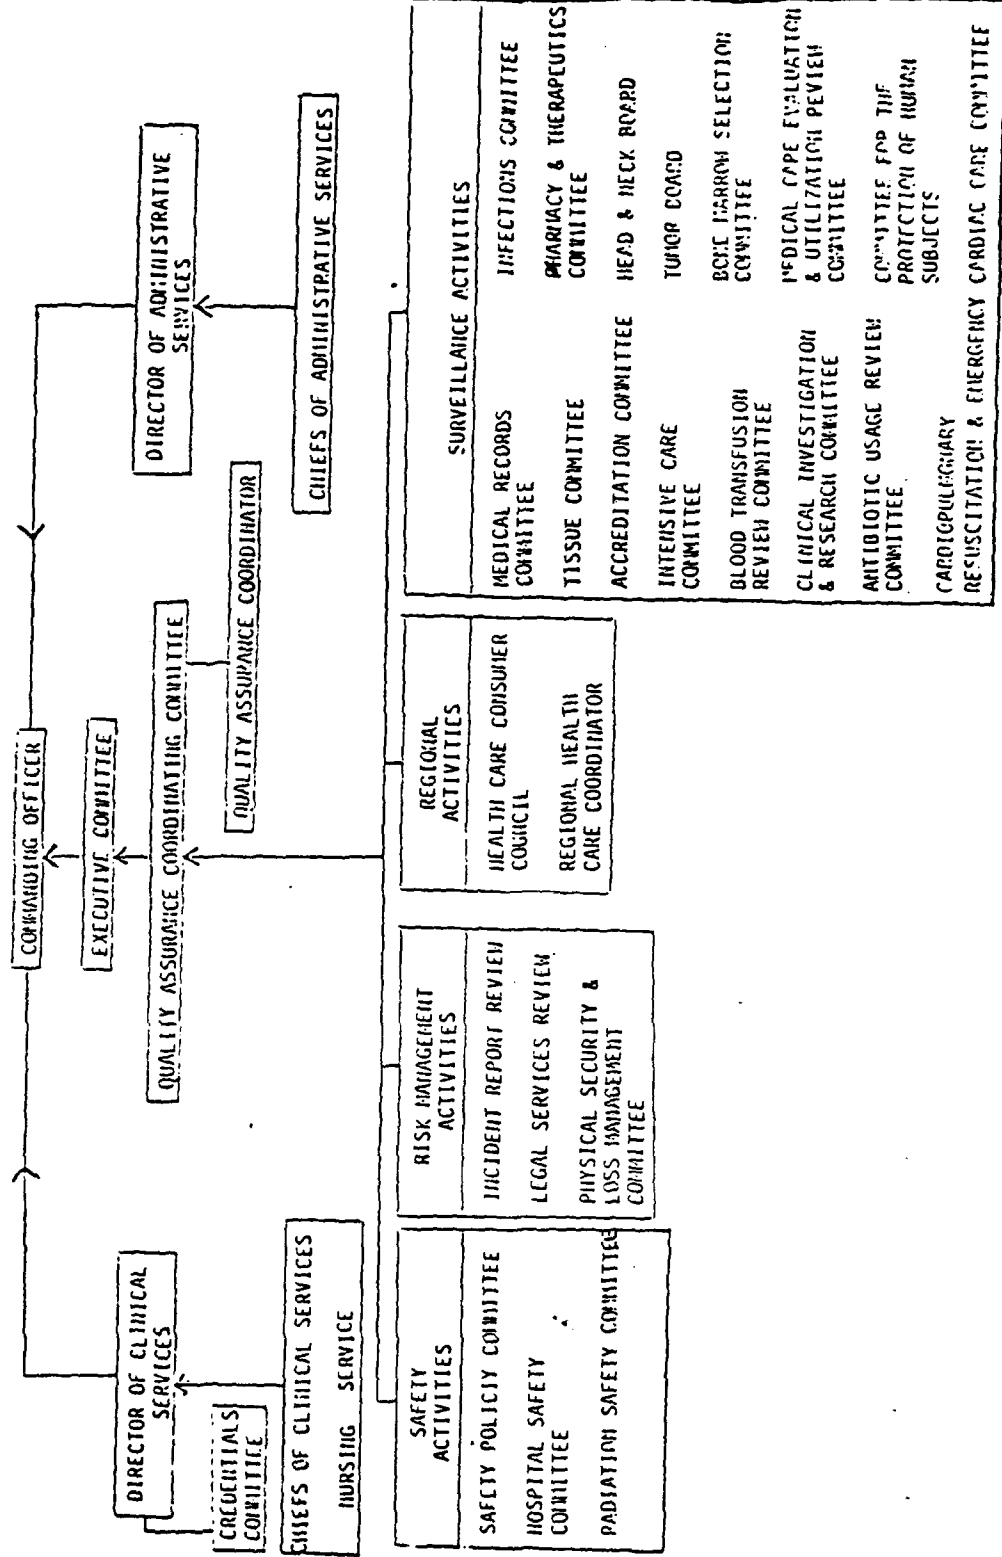 COMMANDING OFFICER
EXECUTIVE COMMITTEE
QUALITY ASSURANCE COORDINATING COMMITTEE
QUALITY ASSURANCE COORDINATOR
DIRECTOR OF CLINICAL
SERVICES
CREDENTIALS
COMMITTEE
CHIEFS OF CLINICAL SERVICES
NURSING SERVICE
DIRECTOR OF ADMINISTRATIVE
SERVICES
CHIEFS OF ADMINISTRATIVE SERVICES
SAFETY
ACTIVITIES
SAFETY POLICIY COMMITTEE
HOSPITAL SAFETY
COMMITTEE
RADIATION SAFETY COMMITTEE
RISK MANAGEMENT
ACTIVITIES
INCIDENT REPORT REVIEW
LEGAL SERVICES REVIEW
PHYSICAL SECURITY &
LOSS MANAGEMENT
COMMITTEE
REGIONAL
ACTIVITIES
HEALTH CARE CONSUMER
COUNCIL
REGIONAL HEALTH
CARE COORDINATOR
SURVEILLANCE ACTIVITIES
MEDICAL RECORDS
COMMITTEE
TISSUE COMMITTEE
ACCREDITATION COMMITTEE
INTENSIVE CARE
COMMITTEE
BLOOD TRANSFUSION
REVIEW COMMITTEE
CLINICAL INVESTIGATION
& RESEARCH COMMITTEE
ANTIBIOTIC USAGE REVIEW
COMMITTEE
CARDIOPULMONARY
RESUSCITATION & EMERGENCY CARDIAC CARE COMMITTEE
INFECTIONS COMMITTEE
PHARMACY & THERAPEUTICS
COMMITTEE
HEAD & NECK BOARD
TUMOR BOARD
BONE MARROW SELECTION
COMMITTEE
MEDICAL CARE EVALUATION
& UTILIZATION REVIEW
COMMITTEE
COMMITTEE FOR THE
PROTECTION OF HUMAN
SUBJECTS